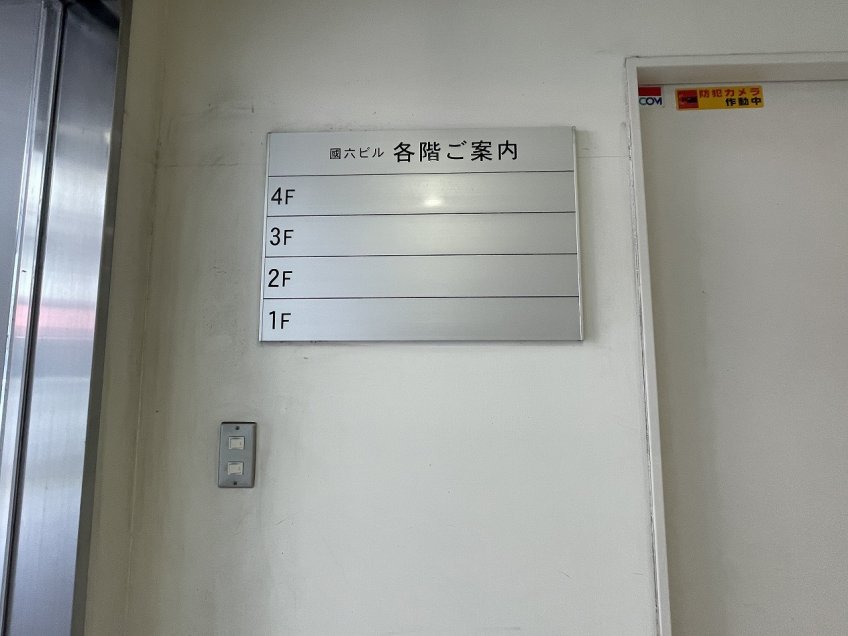 國六ビル 各階ご案内
4F
3F
2F
1F
COM
防犯カメラ
作動中